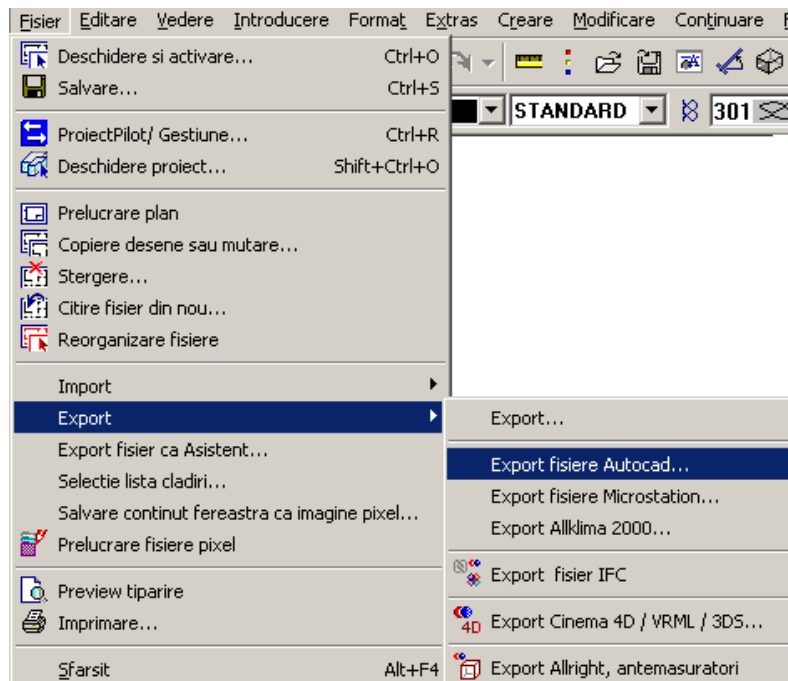 Fisier Editare Vedere Introducere Format Extras Creare Modificare Continuare
Deschidere si activare... Ctrl+O
Salvare... Ctrl+S
STANDARD 301
ProiectPilot/ Gestiune... Ctrl+R
Deschidere proiect... Shift+Ctrl+O
Prelucrare plan
Copiere desene sau mutare...
Stergere...
Citire fisier din nou...
Reorganizare fisiere
Import
Export
Export fisier ca Asistent...
Selectie lista cladiri...
Salvare continut fereastra ca imagine pixel...
Prelucrare fisiere pixel
Preview tiparire
Imprimare...
Sfarsit Alt+F4
Export...
Export fisiere Autocad...
Export fisiere Microstation...
Export Allklima 2000...
Export fisier IFC
4D Export Cinema 4D / VRML / 3DS...
Export Allright, antemasuratori